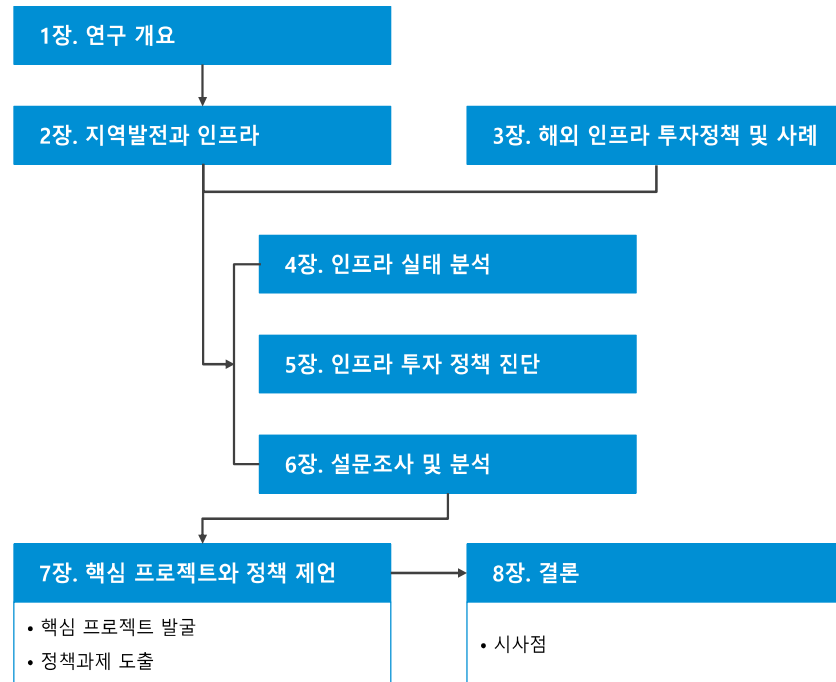 1장. 연구 개요
2장. 지역발전과 인프라
3장. 해외 인프라 투자정책 및 사례
4장. 인프라 실태 분석
5장. 인프라 투자 정책 진단
6장. 설문조사 및 분석
7장. 핵심 프로젝트와 정책 제언
• 핵심 프로젝트 발굴
• 정책과제 도출
8장. 결론
• 시사점